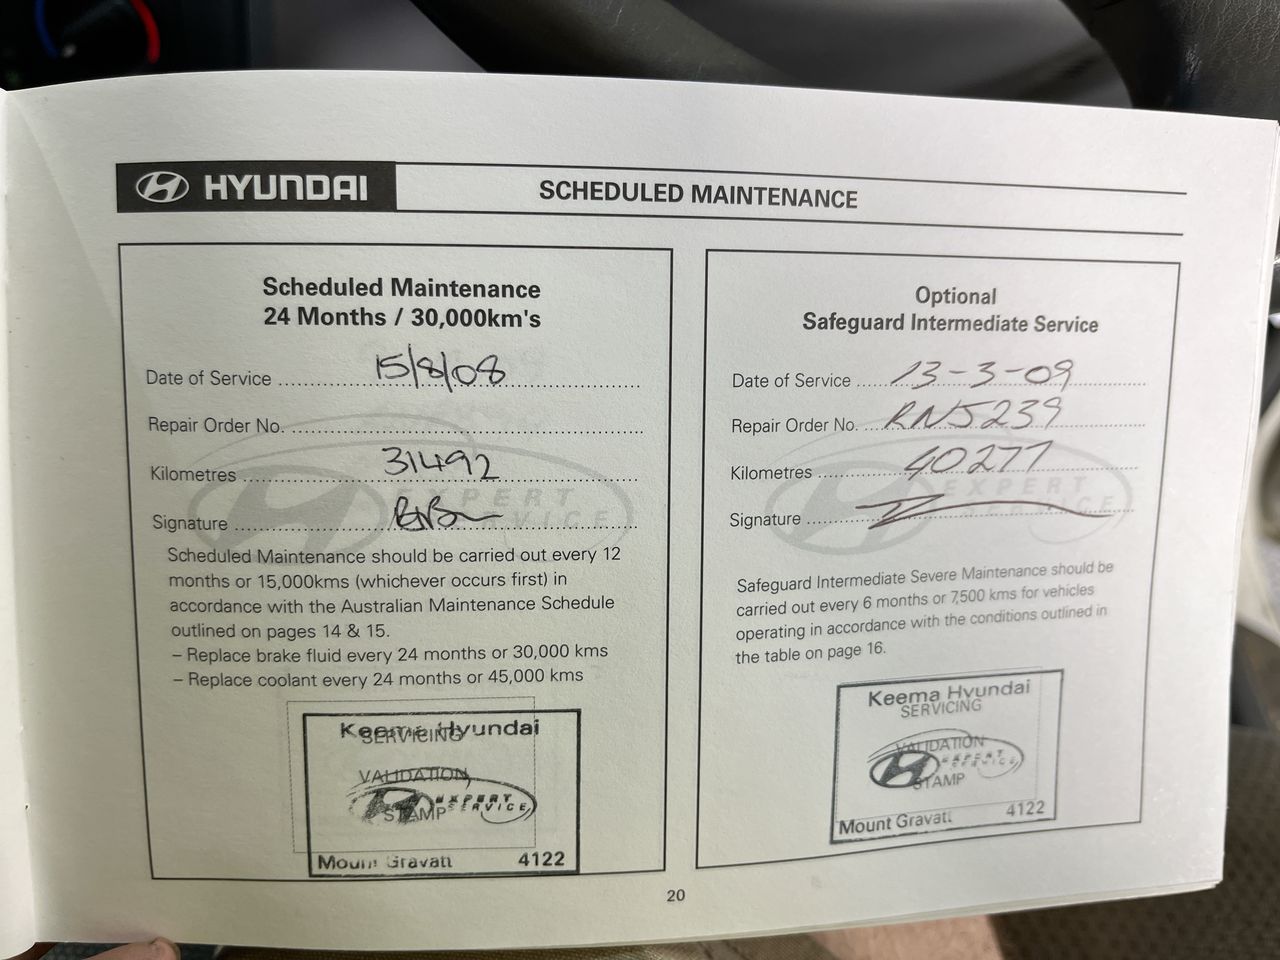 HYUNDAI
SCHEDULED MAINTENANCE
Scheduled Maintenance
24 Months / 30,000km's
Date of Service 15/8/08
Repair Order No.
Kilometres 31492
Signature
EXPERT
SERVICE
Scheduled Maintenance should be carried out every 12
months or 15,000kms (whichever occurs first) in
accordance with the Australian Maintenance Schedule
outlined on pages 14 & 15.
– Replace brake fluid every 24 months or 30,000 kms
– Replace coolant every 24 months or 45,000 kms
Keema Hyundai
SERVICING
VALIDATION
EXPERT
SERVICE
STAMP
Mount Gravatt 4122
Optional
Safeguard Intermediate Service
Date of Service 13-3-09
Repair Order No. RN5239
Kilometres 40277
Signature
EXPERT
SERVICE
Safeguard Intermediate Severe Maintenance should be
carried out every 6 months or 7,500 kms for vehicles
operating in accordance with the conditions outlined in
the table on page 16.
Keema Hyundai
SERVICING
VALIDATION
EXPERT
SERVICE
STAMP
Mount Gravatt 4122
20